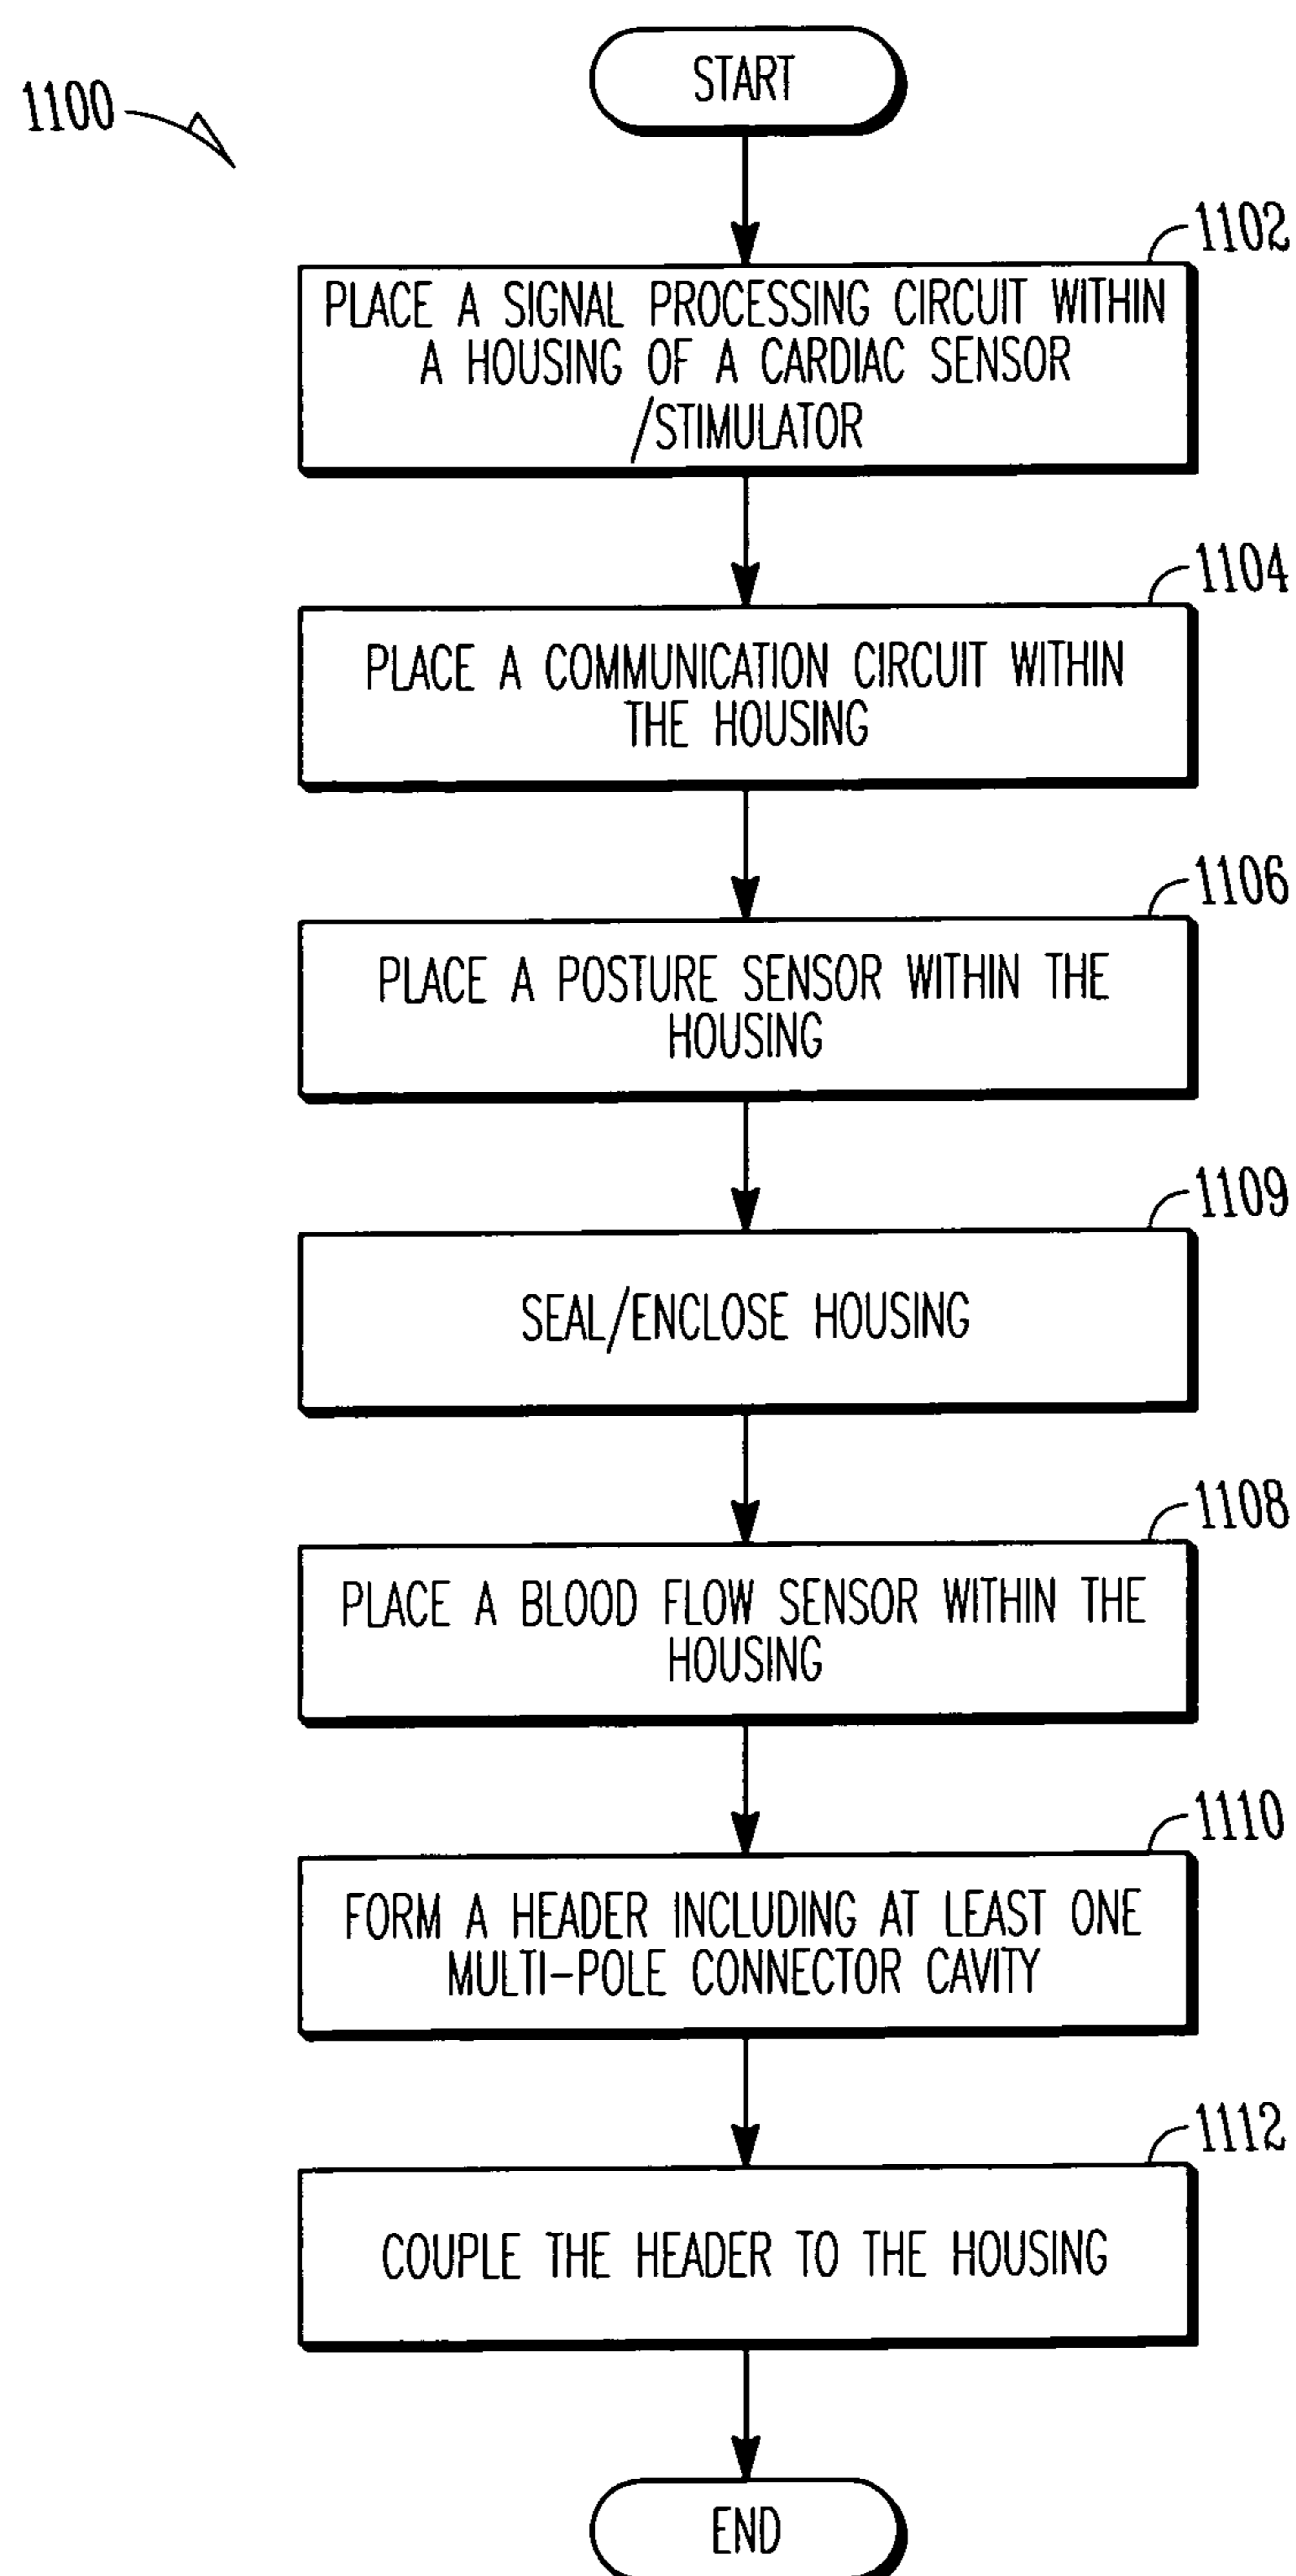 START
1100
1102
PLACE A SIGNAL PROCESSING CIRCUIT WITHIN
A HOUSING OF A CARDIAC SENSOR
/STIMULATOR
1104
PLACE A COMMUNICATION CIRCUIT WITHIN
THE HOUSING
1106
PLACE A POSTURE SENSOR WITHIN THE
HOUSING
1109
SEAL/ENCLOSE HOUSING
1108
PLACE A BLOOD FLOW SENSOR WITHIN THE
HOUSING
1110
FORM A HEADER INCLUDING AT LEAST ONE
MULTI-POLE CONNECTOR CAVITY
1112
COUPLE THE HEADER TO THE HOUSING
END